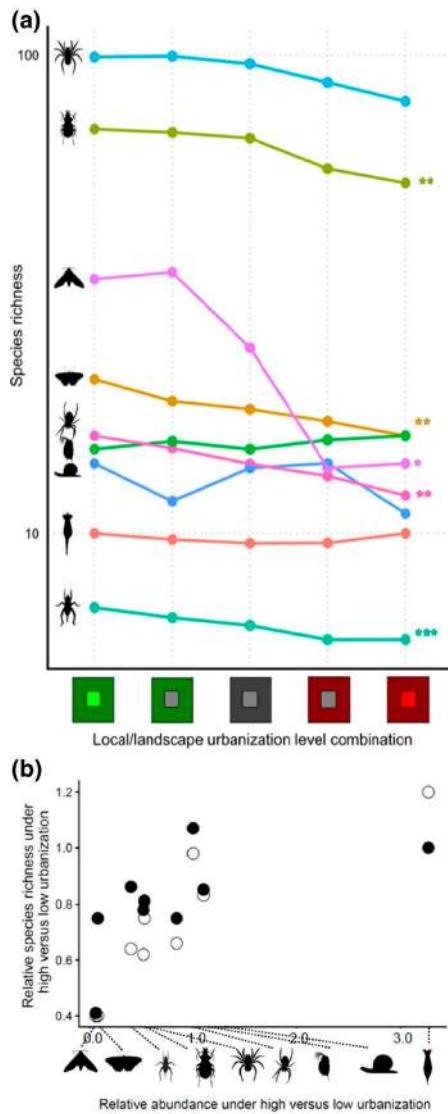 (a)
100
Species richness
**
**
*
**
10
***
Local/landscape urbanization level combination
(b)
Relative species richness under
high versus low urbanization
1.2
1.0
0.8
0.6
0.4
0.0
1.0
2.0
3.0
Relative abundance under high versus low urbanization